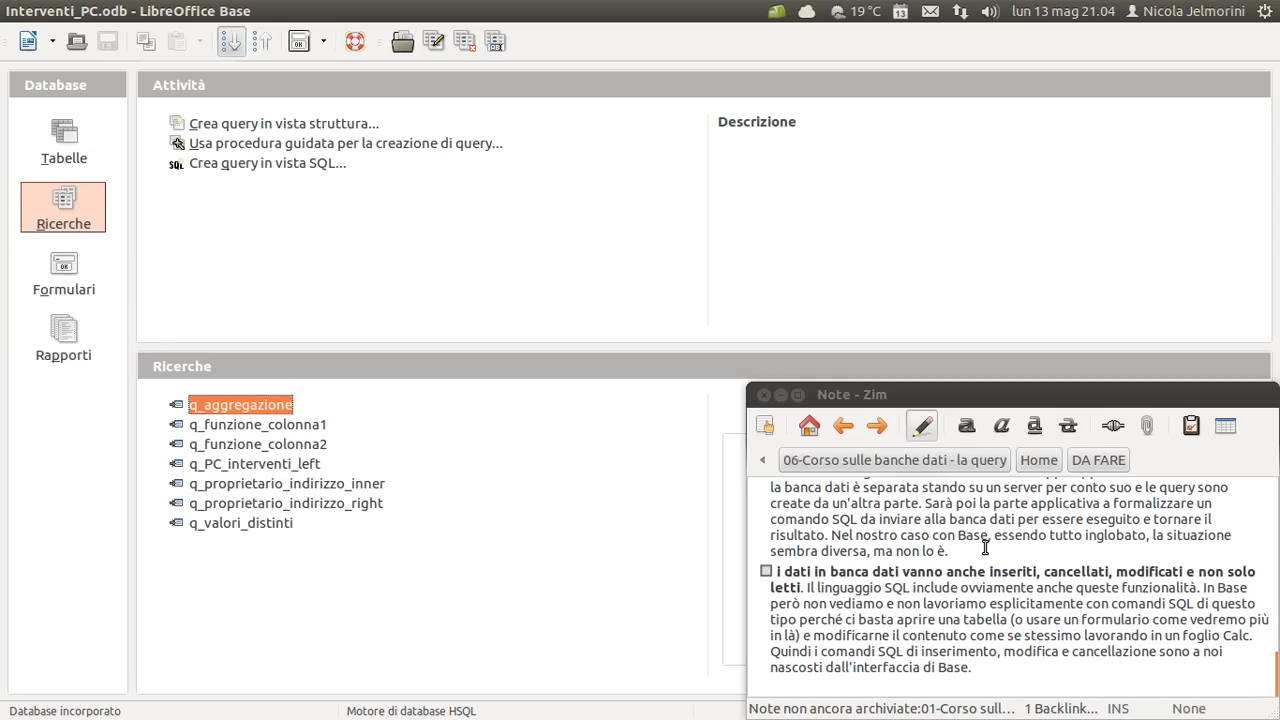 Interventi_PC.odb - LibreOffice Base
19 °C
13
lun 13 mag 21.04
Nicola Jelmorini
Database
Tabelle
Ricerche
Formulari
Rapporti
Attività
Crea query in vista struttura...
Usa procedura guidata per la creazione di query...
SQL
Crea query in vista SQL...
Descrizione
Ricerche
q_aggregazione
q_funzione_colonna1
q_funzione_colonna2
q_PC_interventi_left
q_proprietario_indirizzo_inner
q_proprietario_indirizzo_right
q_valori_distinti
Note - Zim
06-Corso sulle banche dati - la query
Home
DA FARE
la banca dati è separata stando su un server per conto suo e le query sono
create da un'altra parte. Sarà poi la parte applicativa a formalizzare un
comando SQL da inviare alla banca dati per essere eseguito e tornare il
risultato. Nel nostro caso con Base, essendo tutto inglobato, la situazione
sembra diversa, ma non lo è.
i dati in banca dati vanno anche inseriti, cancellati, modificati e non solo
letti. Il linguaggio SQL include ovviamente anche queste funzionalità. In Base
però non vediamo e non lavoriamo esplicitamente con comandi SQL di questo
tipo perché ci basta aprire una tabella (o usare un formulario come vedremo più
in là) e modificarne il contenuto come se stessimo lavorando in un foglio Calc.
Quindi i comandi SQL di inserimento, modifica e cancellazione sono a noi
nascosti dall'interfaccia di Base.
Note non ancora archiviate:01-Corso sull...
1 Backlink...
INS
None
Database incorporato
Motore di database HSQL